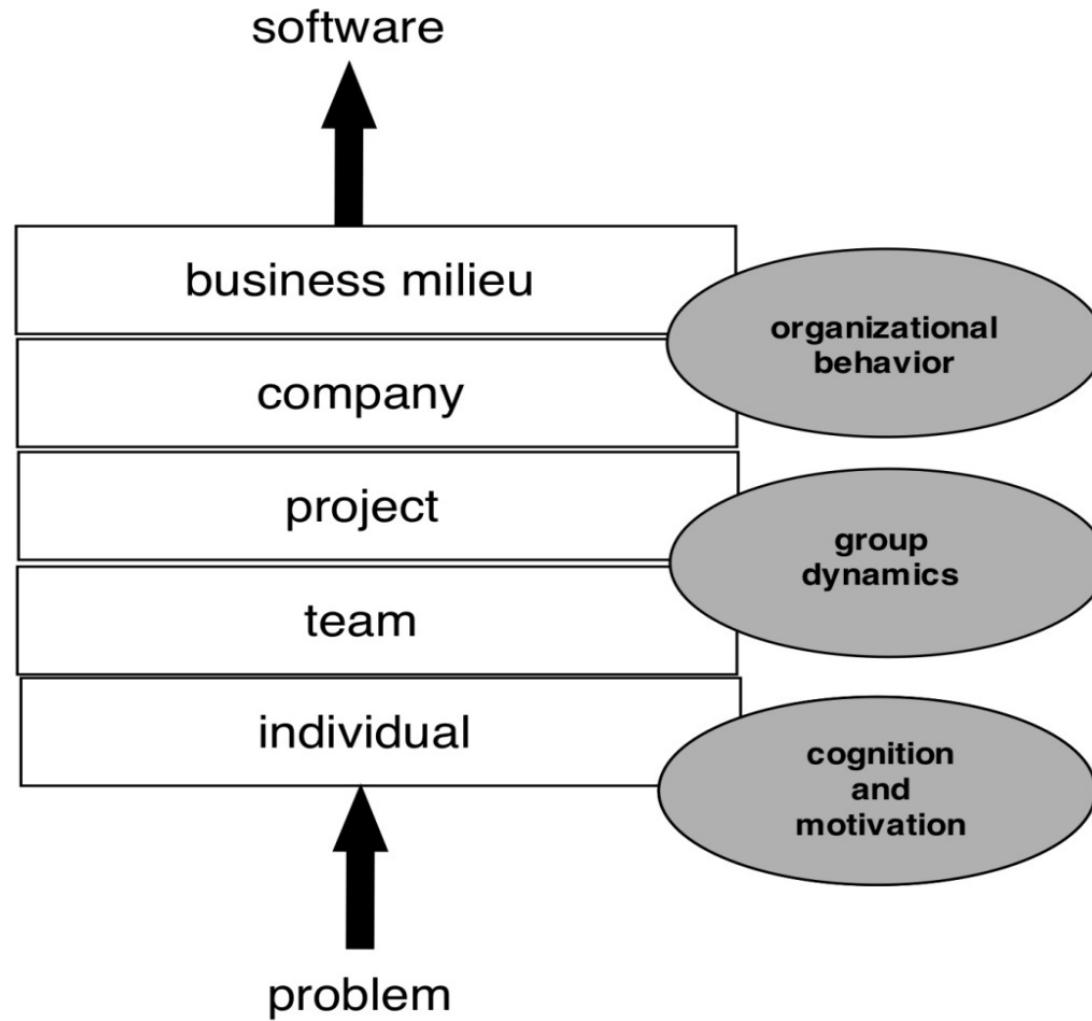 software
business milieu
organizational
behavior
company
project
group
dynamics
team
individual
cognition
and
motivation
problem